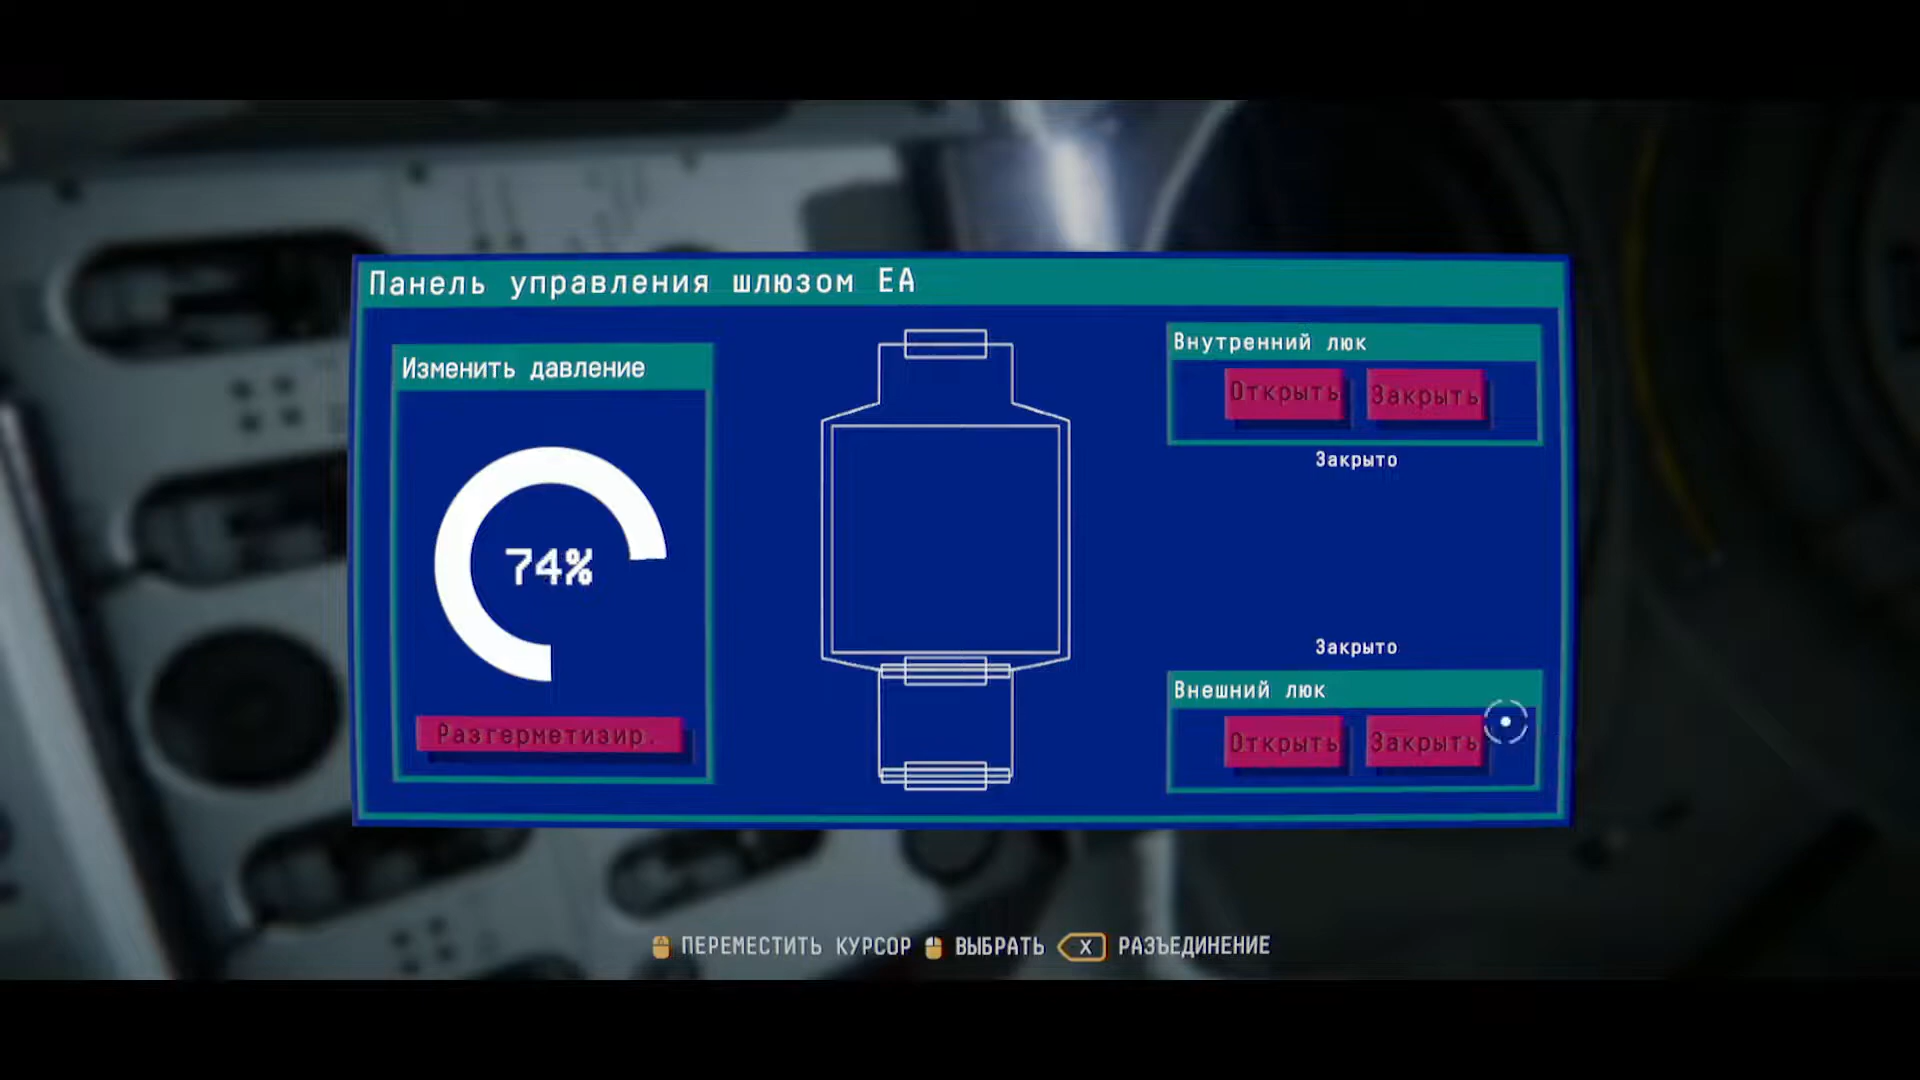 Панель управления шлюзом ЕА
Изменить давление
74%
Разгерметизир.
Внутренний люк
Открыть Закрыть
Закрыто
Закрыто
Внешний люк
Открыть Закрыть
ПЕРЕМЕСТИТЬ КУРСОР ВЫБРАТЬ X РАЗЪЕДИНЕНИЕ